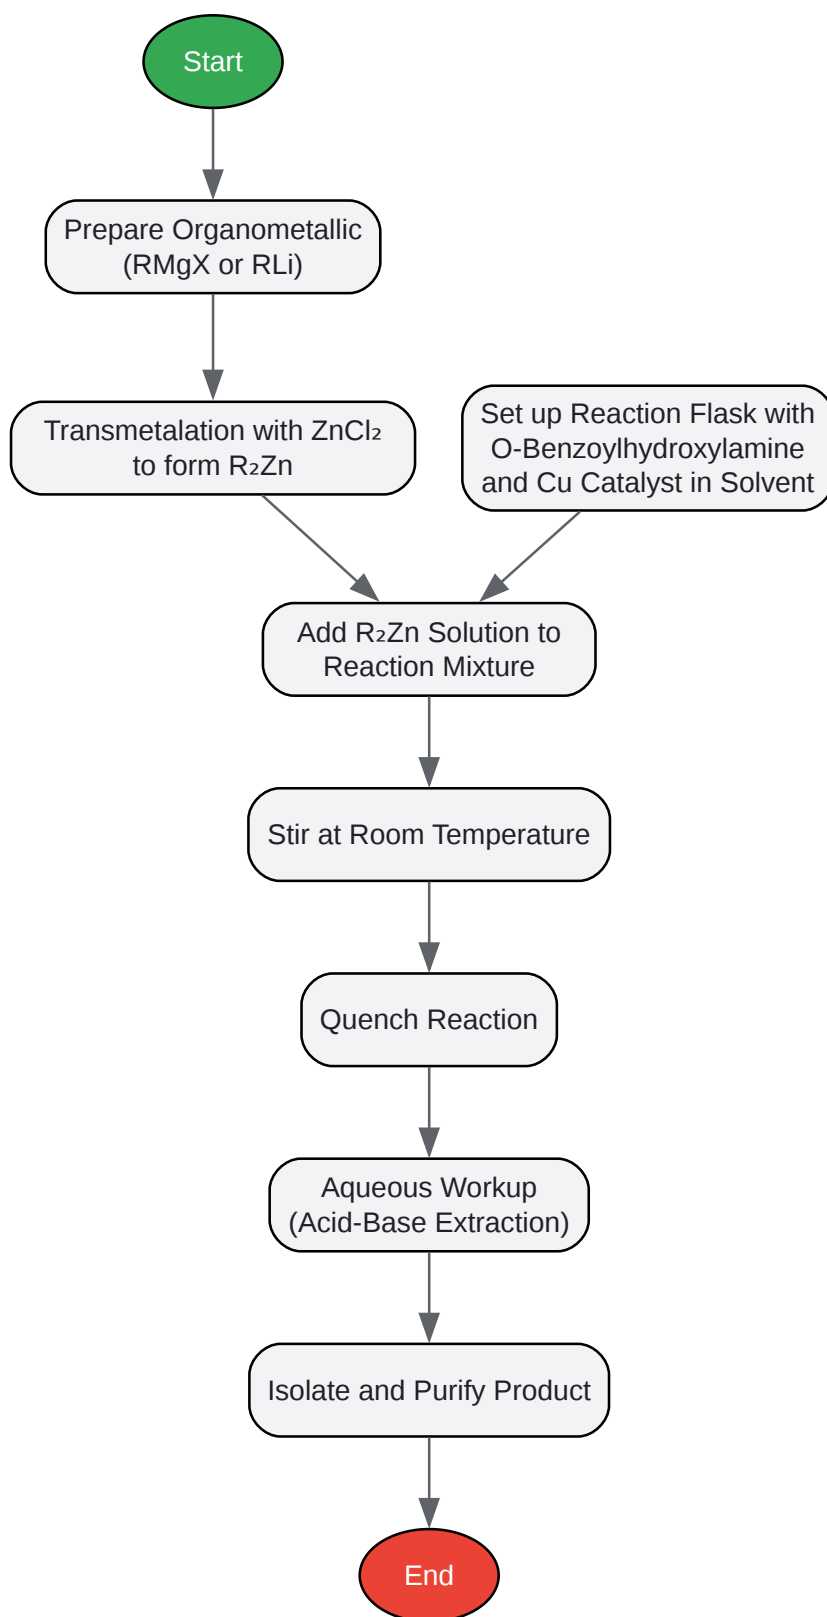 Start
Prepare Organometallic
(RMgX or RLi)
Transmetalation with ZnCl₂
to form R₂Zn
Set up Reaction Flask with
O-Benzoylhydroxylamine
and Cu Catalyst in Solvent
Add R₂Zn Solution to
Reaction Mixture
Stir at Room Temperature
Quench Reaction
Aqueous Workup
(Acid-Base Extraction)
Isolate and Purify Product
End